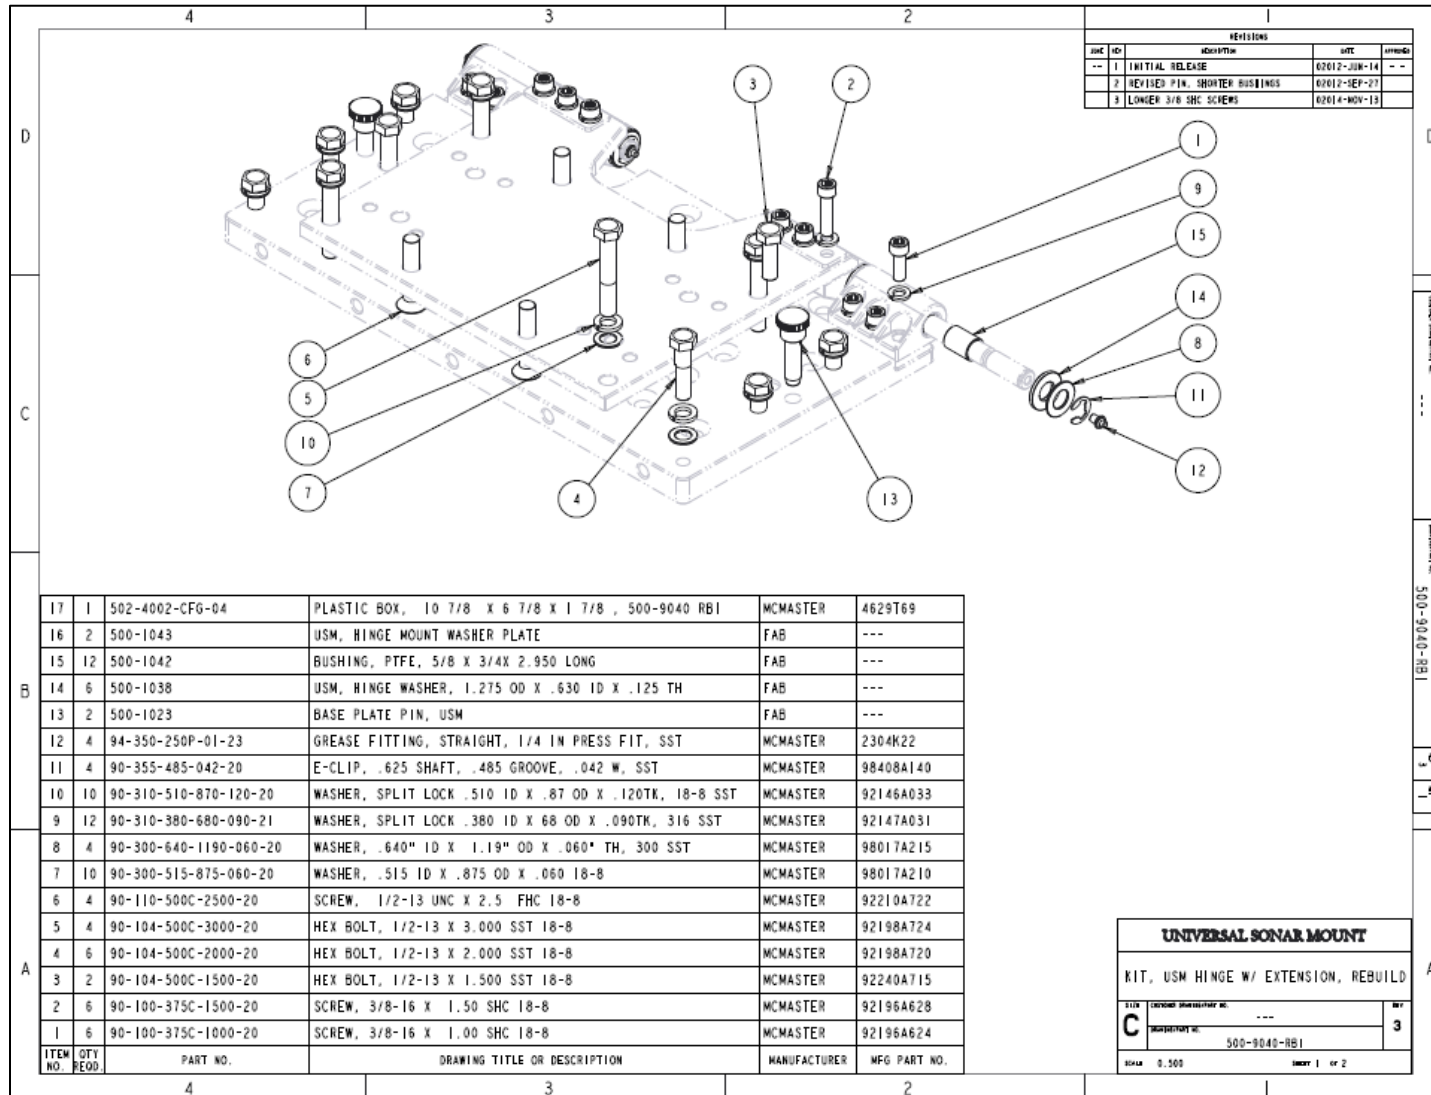 4 3 2 1
REVISIONS
ZONE REV DESCRIPTION DATE APPROVED
-- 1 INITIAL RELEASE 02012-JUN-14 - -
2 REVISED PIN, SHORTER BUSHINGS 02012-SEP-27
3 LONGER 3/8 SHC SCREWS 02014-NOV-13
D
3
2
1
9
15
14
8
11
12
6
5
10
7
4
13
C
B
A
17 1 502-4002-CFG-04 PLASTIC BOX, 10 7/8 X 6 7/8 X 1 7/8 , 500-9040 RB1 MCMASTER 4629T69
16 2 500-1043 USM, HINGE MOUNT WASHER PLATE FAB ---
15 12 500-1042 BUSHING, PTFE, 5/8 X 3/4X 2.950 LONG FAB ---
14 6 500-1038 USM, HINGE WASHER, 1.275 OD X .630 ID X .125 TH FAB ---
13 2 500-1023 BASE PLATE PIN, USM FAB ---
12 4 94-350-250P-01-23 GREASE FITTING, STRAIGHT, 1/4 IN PRESS FIT, SST MCMASTER 2304K22
11 4 90-355-485-042-20 E-CLIP, .625 SHAFT, .485 GROOVE, .042 W, SST MCMASTER 98408A140
10 10 90-310-510-870-120-20 WASHER, SPLIT LOCK .510 ID X .87 OD X .120TK, 18-8 SST MCMASTER 92146A033
9 12 90-310-380-680-090-21 WASHER, SPLIT LOCK .380 ID X 68 OD X .090TK, 316 SST MCMASTER 92147A031
8 4 90-300-640-1190-060-20 WASHER, .640" ID X 1.19" OD X .060" TH, 300 SST MCMASTER 98017A215
7 10 90-300-515-875-060-20 WASHER, .515 ID X .875 OD X .060 18-8 MCMASTER 98017A210
6 4 90-110-500C-2500-20 SCREW, 1/2-13 UNC X 2.5 FHC 18-8 MCMASTER 92210A722
5 4 90-104-500C-3000-20 HEX BOLT, 1/2-13 X 3.000 SST 18-8 MCMASTER 92198A724
4 6 90-104-500C-2000-20 HEX BOLT, 1/2-13 X 2.000 SST 18-8 MCMASTER 92198A720
3 2 90-104-500C-1500-20 HEX BOLT, 1/2-13 X 1.500 SST 18-8 MCMASTER 92240A715
2 6 90-100-375C-1500-20 SCREW, 3/8-16 X 1.50 SHC 18-8 MCMASTER 92196A628
1 6 90-100-375C-1000-20 SCREW, 3/8-16 X 1.00 SHC 18-8 MCMASTER 92196A624
ITEM NO. QTY REQD. PART NO. DRAWING TITLE OR DESCRIPTION MANUFACTURER MFG PART NO.
500-9040-RB1
UNIVERSAL SONAR MOUNT
KIT, USM HINGE W/ EXTENSION, REBUILD
SIZE
C
---
REV
3
500-9040-RB1
SCALE 0.500 SHEET 1 OF 2
4 3 2 1